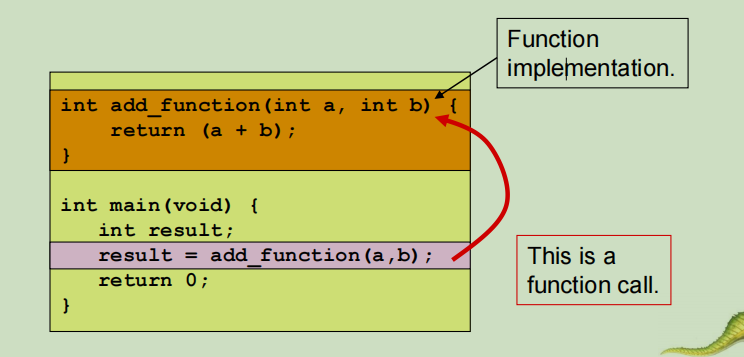 Function
implementation.
int add_function(int a, int b) {
return (a + b);
}
int main(void) {
int result;
result = add_function(a,b);
return 0;
}
This is a
function call.